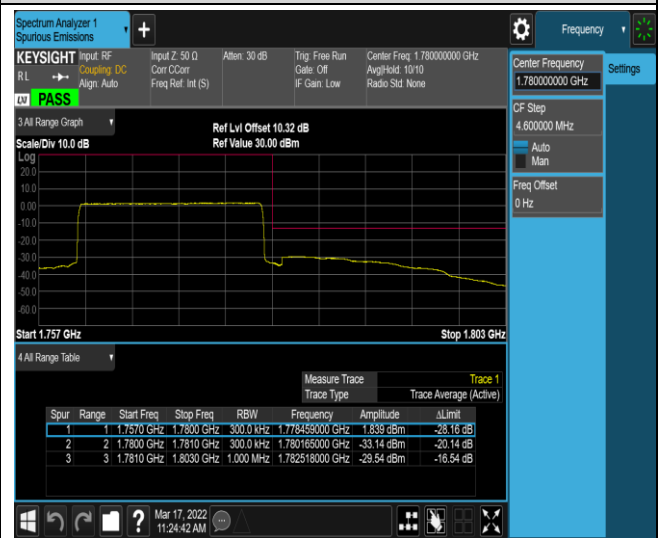 Spectrum Analyzer 1
Spurious Emissions
Frequency
KEYSIGHT Input: RF Input Z: 50 Ω Atten: 30 dB Trig: Free Run Center Freq: 1.780000000 GHz
RL Coupling: DC Corr CCorr Gate: Off Avg|Hold: 10/10
Align: Auto Freq Ref: Int (S) IF Gain: Low Radio Std: None
LXI PASS
Center Frequency
1.780000000 GHz
Settings
CF Step
4.600000 MHz
Auto
Man
Freq Offset
0 Hz
3 All Range Graph
Ref Lvl Offset 10.32 dB
Scale/Div 10.0 dB Ref Value 30.00 dBm
Log
20.0
10.0
0.00
-10.0
-20.0
-30.0
-40.0
-50.0
-60.0
Start 1.757 GHz Stop 1.803 GHz
4 All Range Table
Measure Trace Trace 1
Trace Type Trace Average (Active)
Spur Range Start Freq Stop Freq RBW Frequency Amplitude ΔLimit
1 1 1.7570 GHz 1.7800 GHz 300.0 kHz 1.778459000 GHz 1.839 dBm -28.16 dB
2 2 1.7800 GHz 1.7810 GHz 300.0 kHz 1.780165000 GHz -33.14 dBm -20.14 dB
3 3 1.7810 GHz 1.8030 GHz 1.000 MHz 1.782518000 GHz -29.54 dBm -16.54 dB
Mar 17, 2022
11:24:42 AM